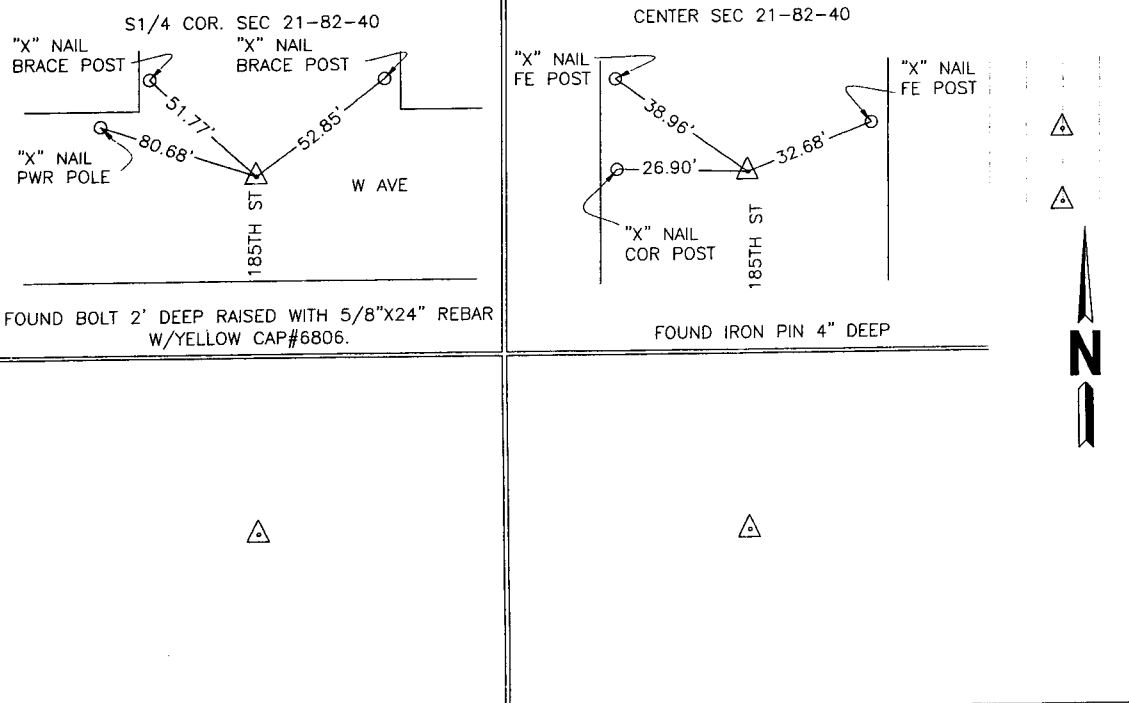 S1/4 COR. SEC 21-82-40
"X" NAIL
BRACE POST
"X" NAIL
BRACE POST
51.77'
52.85'
80.68'
"X" NAIL
PWR POLE
W AVE
185TH ST
FOUND BOLT 2' DEEP RAISED WITH 5/8"X24" REBAR
W/YELLOW CAP#6806.
CENTER SEC 21-82-40
"X" NAIL
FE POST
"X" NAIL
FE POST
38.96'
32.68'
26.90'
"X" NAIL
COR POST
185TH ST
FOUND IRON PIN 4" DEEP
N